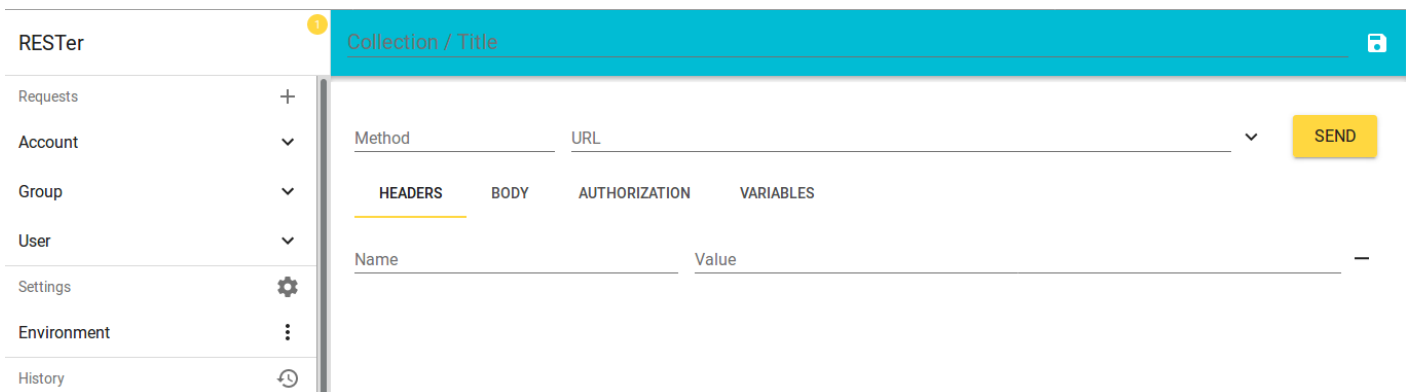 RESTer
1
Collection / Title
Requests
Account
Group
User
Settings
Environment
History
Method
URL
SEND
HEADERS BODY AUTHORIZATION VARIABLES
Name
Value